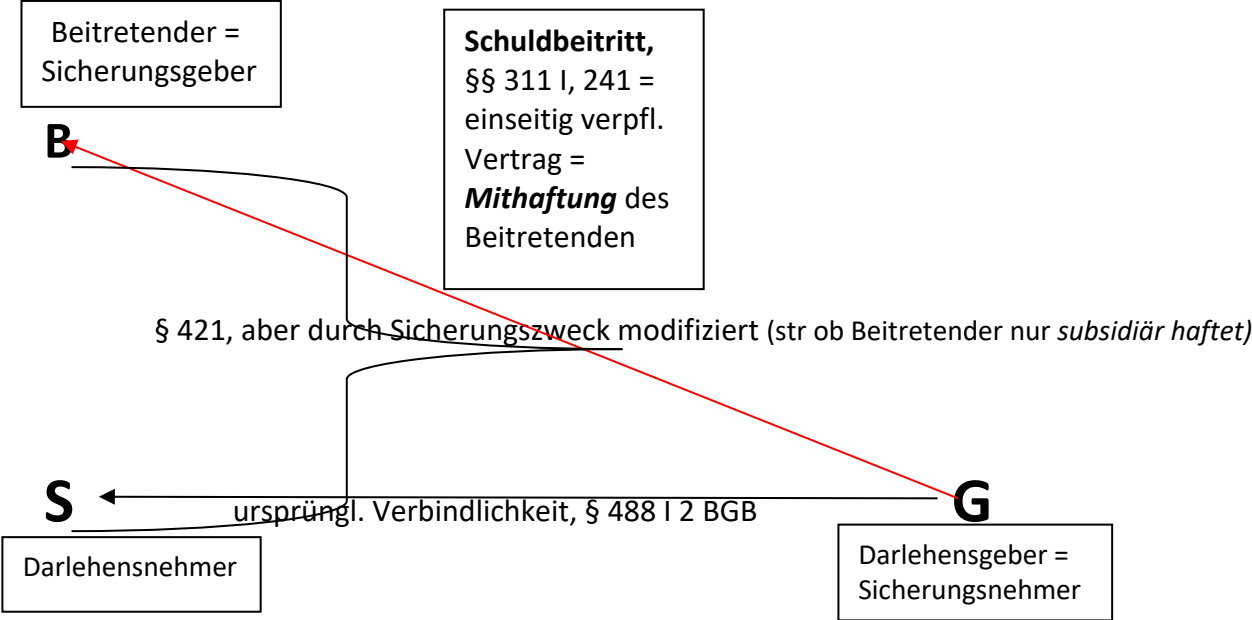 Beitretender =
Sicherungsgeber
Schuldbeitritt,
§§ 311 I, 241 =
einseitig verpfl.
Vertrag =
Mithaftung des
Beitretenden
B
§ 421, aber durch Sicherungszweck modifiziert (str ob Beitretender nur subsidiär haftet)
S
ursprüngl. Verbindlichkeit, § 488 I 2 BGB
G
Darlehensnehmer
Darlehensgeber =
Sicherungsnehmer